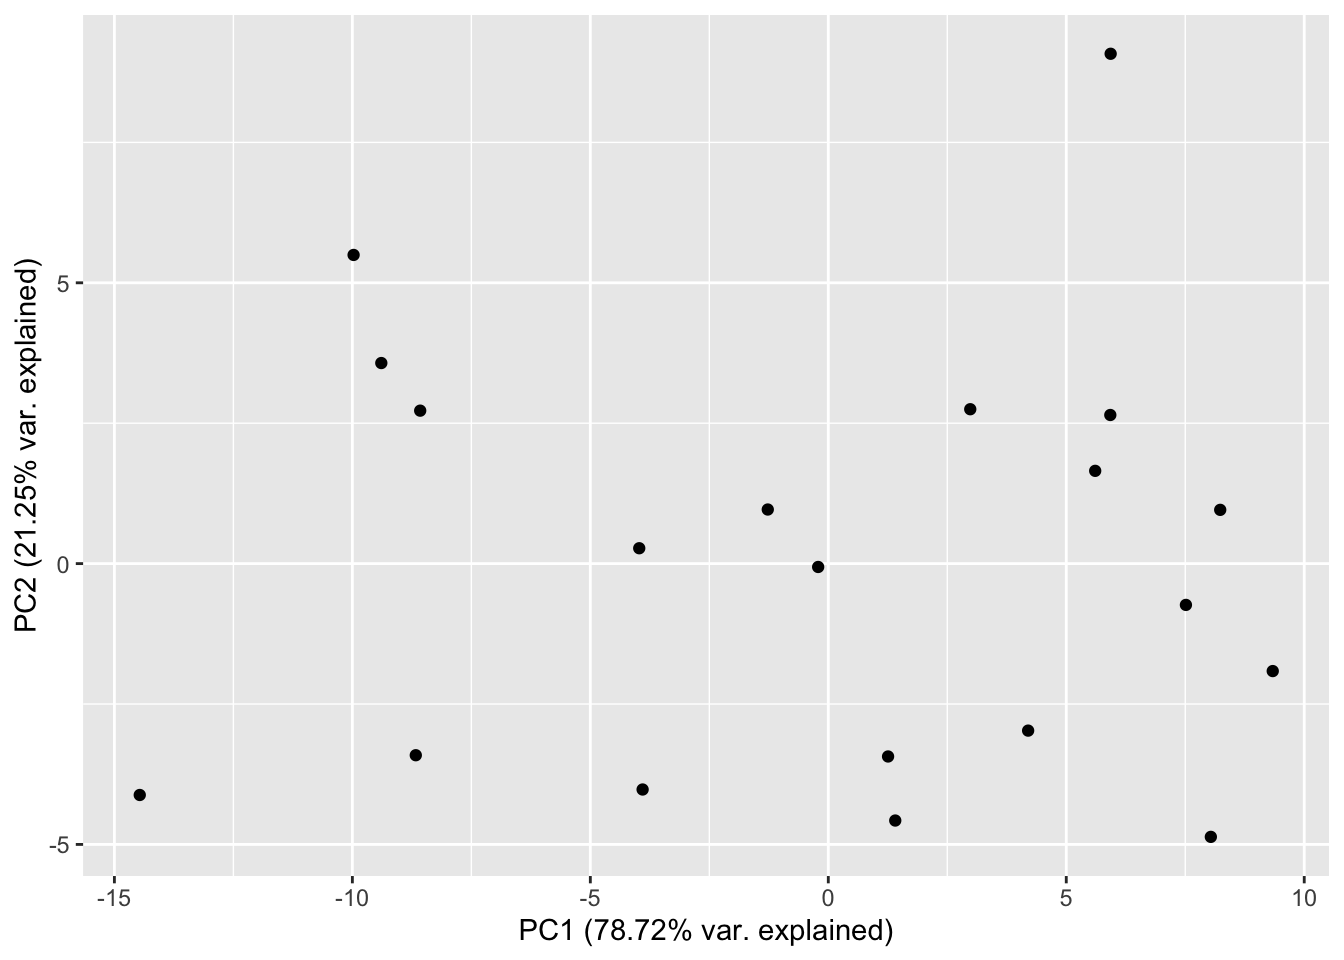 PC2 (21.25% var. explained)
5
0
-5
-15 -10 -5 0 5 10
PC1 (78.72% var. explained)